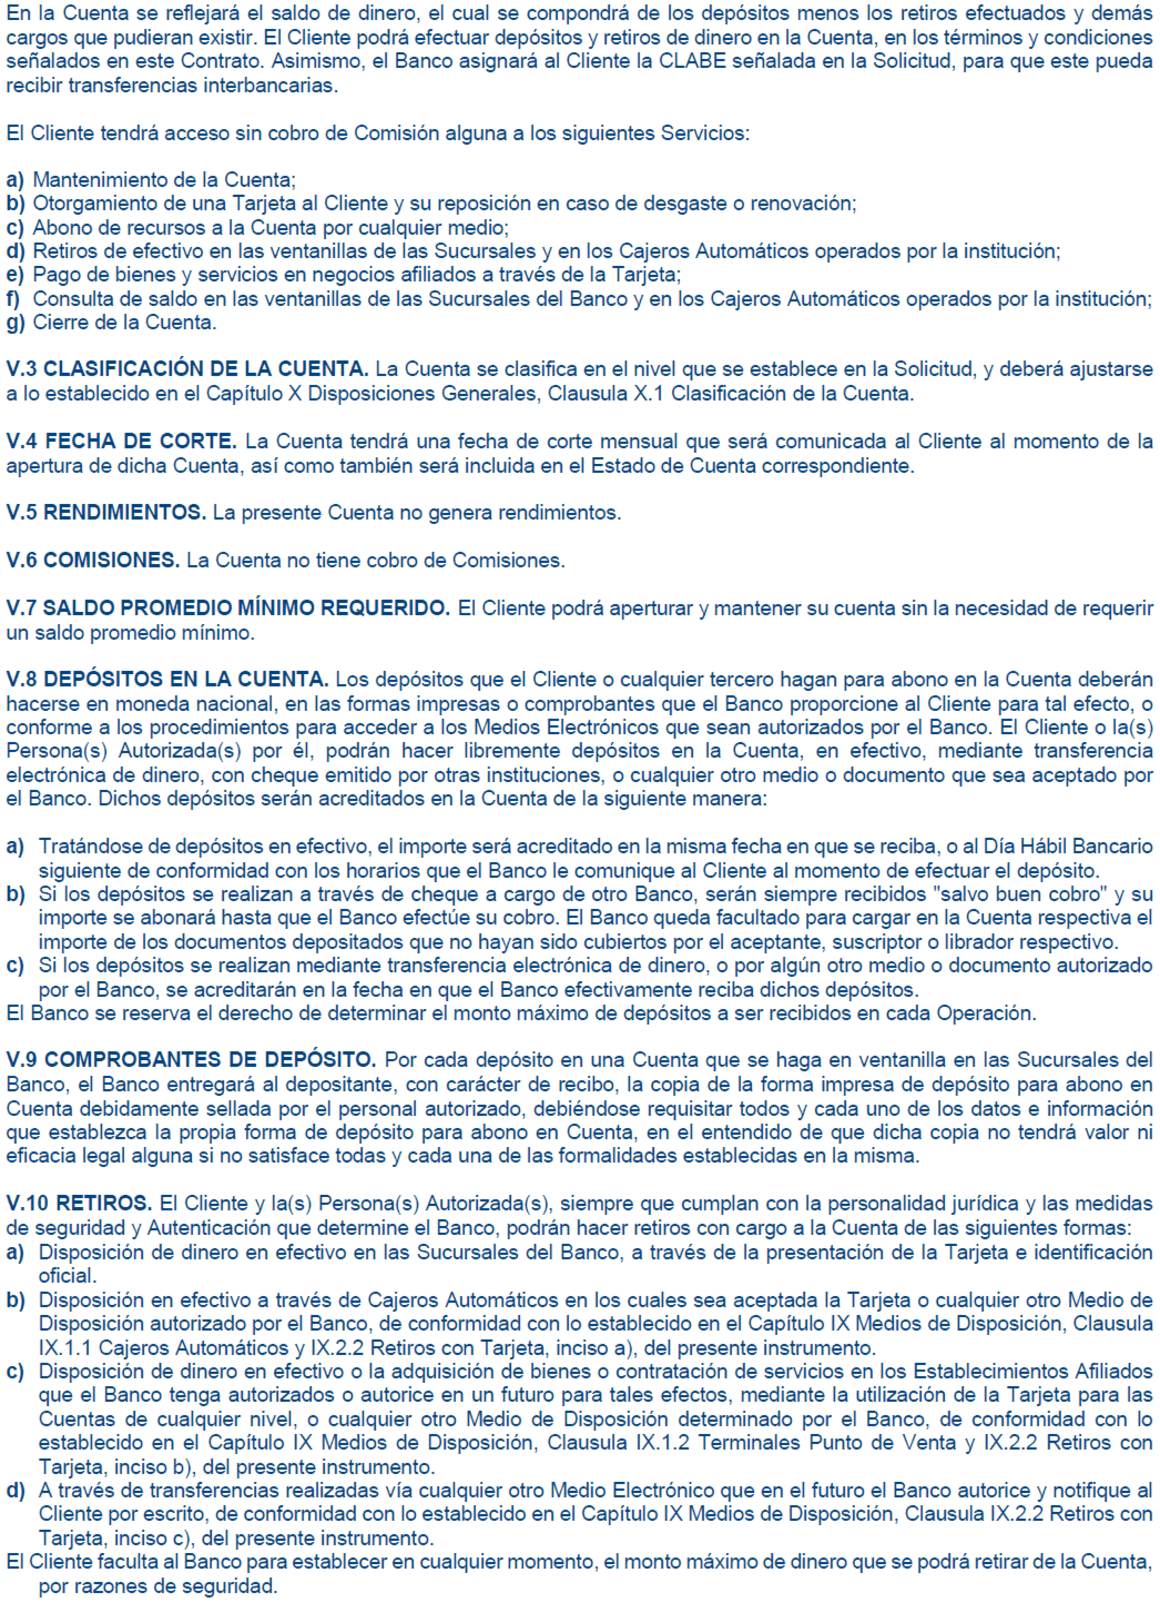 En la Cuenta se reflejará el saldo de dinero, el cual se compondrá de los depósitos menos los retiros efectuados y demás
cargos que pudieran existir. El Cliente podrá efectuar depósitos y retiros de dinero en la Cuenta, en los términos y condiciones
señalados en este Contrato. Asimismo, el Banco asignará al Cliente la CLABE señalada en la Solicitud, para que este pueda
recibir transferencias interbancarias.
El Cliente tendrá acceso sin cobro de Comisión alguna a los siguientes Servicios:
a) Mantenimiento de la Cuenta;
b) Otorgamiento de una Tarjeta al Cliente y su reposición en caso de desgaste o renovación;
c) Abono de recursos a la Cuenta por cualquier medio;
d) Retiros de efectivo en las ventanillas de las Sucursales y en los Cajeros Automáticos operados por la institución;
e) Pago de bienes y servicios en negocios afiliados a través de la Tarjeta;
f) Consulta de saldo en las ventanillas de las Sucursales del Banco y en los Cajeros Automáticos operados por la institución;
g) Cierre de la Cuenta.
V.3 CLASIFICACIÓN DE LA CUENTA. La Cuenta se clasifica en el nivel que se establece en la Solicitud, y deberá ajustarse
a lo establecido en el Capítulo X Disposiciones Generales, Clausula X.1 Clasificación de la Cuenta.
V.4 FECHA DE CORTE. La Cuenta tendrá una fecha de corte mensual que será comunicada al Cliente al momento de la
apertura de dicha Cuenta, así como también será incluida en el Estado de Cuenta correspondiente.
V.5 RENDIMIENTOS. La presente Cuenta no genera rendimientos.
V.6 COMISIONES. La Cuenta no tiene cobro de Comisiones.
V.7 SALDO PROMEDIO MÍNIMO REQUERIDO. El Cliente podrá aperturar y mantener su cuenta sin la necesidad de requerir
un saldo promedio mínimo.
V.8 DEPÓSITOS EN LA CUENTA. Los depósitos que el Cliente o cualquier tercero hagan para abono en la Cuenta deberán
hacerse en moneda nacional, en las formas impresas o comprobantes que el Banco proporcione al Cliente para tal efecto, o
conforme a los procedimientos para acceder a los Medios Electrónicos que sean autorizados por el Banco. El Cliente o la(s)
Persona(s) Autorizada(s) por él, podrán hacer libremente depósitos en la Cuenta, en efectivo, mediante transferencia
electrónica de dinero, con cheque emitido por otras instituciones, o cualquier otro medio o documento que sea aceptado por
el Banco. Dichos depósitos serán acreditados en la Cuenta de la siguiente manera:
a) Tratándose de depósitos en efectivo, el importe será acreditado en la misma fecha en que se reciba, o al Día Hábil Bancario
siguiente de conformidad con los horarios que el Banco le comunique al Cliente al momento de efectuar el depósito.
b) Si los depósitos se realizan a través de cheque a cargo de otro Banco, serán siempre recibidos "salvo buen cobro" y su
importe se abonará hasta que el Banco efectúe su cobro. El Banco queda facultado para cargar en la Cuenta respectiva el
importe de los documentos depositados que no hayan sido cubiertos por el aceptante, suscriptor o librador respectivo.
c) Si los depósitos se realizan mediante transferencia electrónica de dinero, o por algún otro medio o documento autorizado
por el Banco, se acreditarán en la fecha en que el Banco efectivamente reciba dichos depósitos.
El Banco se reserva el derecho de determinar el monto máximo de depósitos a ser recibidos en cada Operación.
V.9 COMPROBANTES DE DEPÓSITO. Por cada depósito en una Cuenta que se haga en ventanilla en las Sucursales del
Banco, el Banco entregará al depositante, con carácter de recibo, la copia de la forma impresa de depósito para abono en
Cuenta debidamente sellada por el personal autorizado, debiéndose requisitar todos y cada uno de los datos e información
que establezca la propia forma de depósito para abono en Cuenta, en el entendido de que dicha copia no tendrá valor ni
eficacia legal alguna si no satisface todas y cada una de las formalidades establecidas en la misma.
V.10 RETIROS. El Cliente y la(s) Persona(s) Autorizada(s), siempre que cumplan con la personalidad jurídica y las medidas
de seguridad y Autenticación que determine el Banco, podrán hacer retiros con cargo a la Cuenta de las siguientes formas:
a) Disposición de dinero en efectivo en las Sucursales del Banco, a través de la presentación de la Tarjeta e identificación
oficial.
b) Disposición en efectivo a través de Cajeros Automáticos en los cuales sea aceptada la Tarjeta o cualquier otro Medio de
Disposición autorizado por el Banco, de conformidad con lo establecido en el Capítulo IX Medios de Disposición, Clausula
IX.1.1 Cajeros Automáticos y IX.2.2 Retiros con Tarjeta, inciso a), del presente instrumento.
c) Disposición de dinero en efectivo o la adquisición de bienes o contratación de servicios en los Establecimientos Afiliados
que el Banco tenga autorizados o autorice en un futuro para tales efectos, mediante la utilización de la Tarjeta para las
Cuentas de cualquier nivel, o cualquier otro Medio de Disposición determinado por el Banco, de conformidad con lo
establecido en el Capítulo IX Medios de Disposición, Clausula IX.1.2 Terminales Punto de Venta y IX.2.2 Retiros con
Tarjeta, inciso b), del presente instrumento.
d) A través de transferencias realizadas vía cualquier otro Medio Electrónico que en el futuro el Banco autorice y notifique al
Cliente por escrito, de conformidad con lo establecido en el Capítulo IX Medios de Disposición, Clausula IX.2.2 Retiros con
Tarjeta, inciso c), del presente instrumento.
El Cliente faculta al Banco para establecer en cualquier momento, el monto máximo de dinero que se podrá retirar de la Cuenta,
por razones de seguridad.